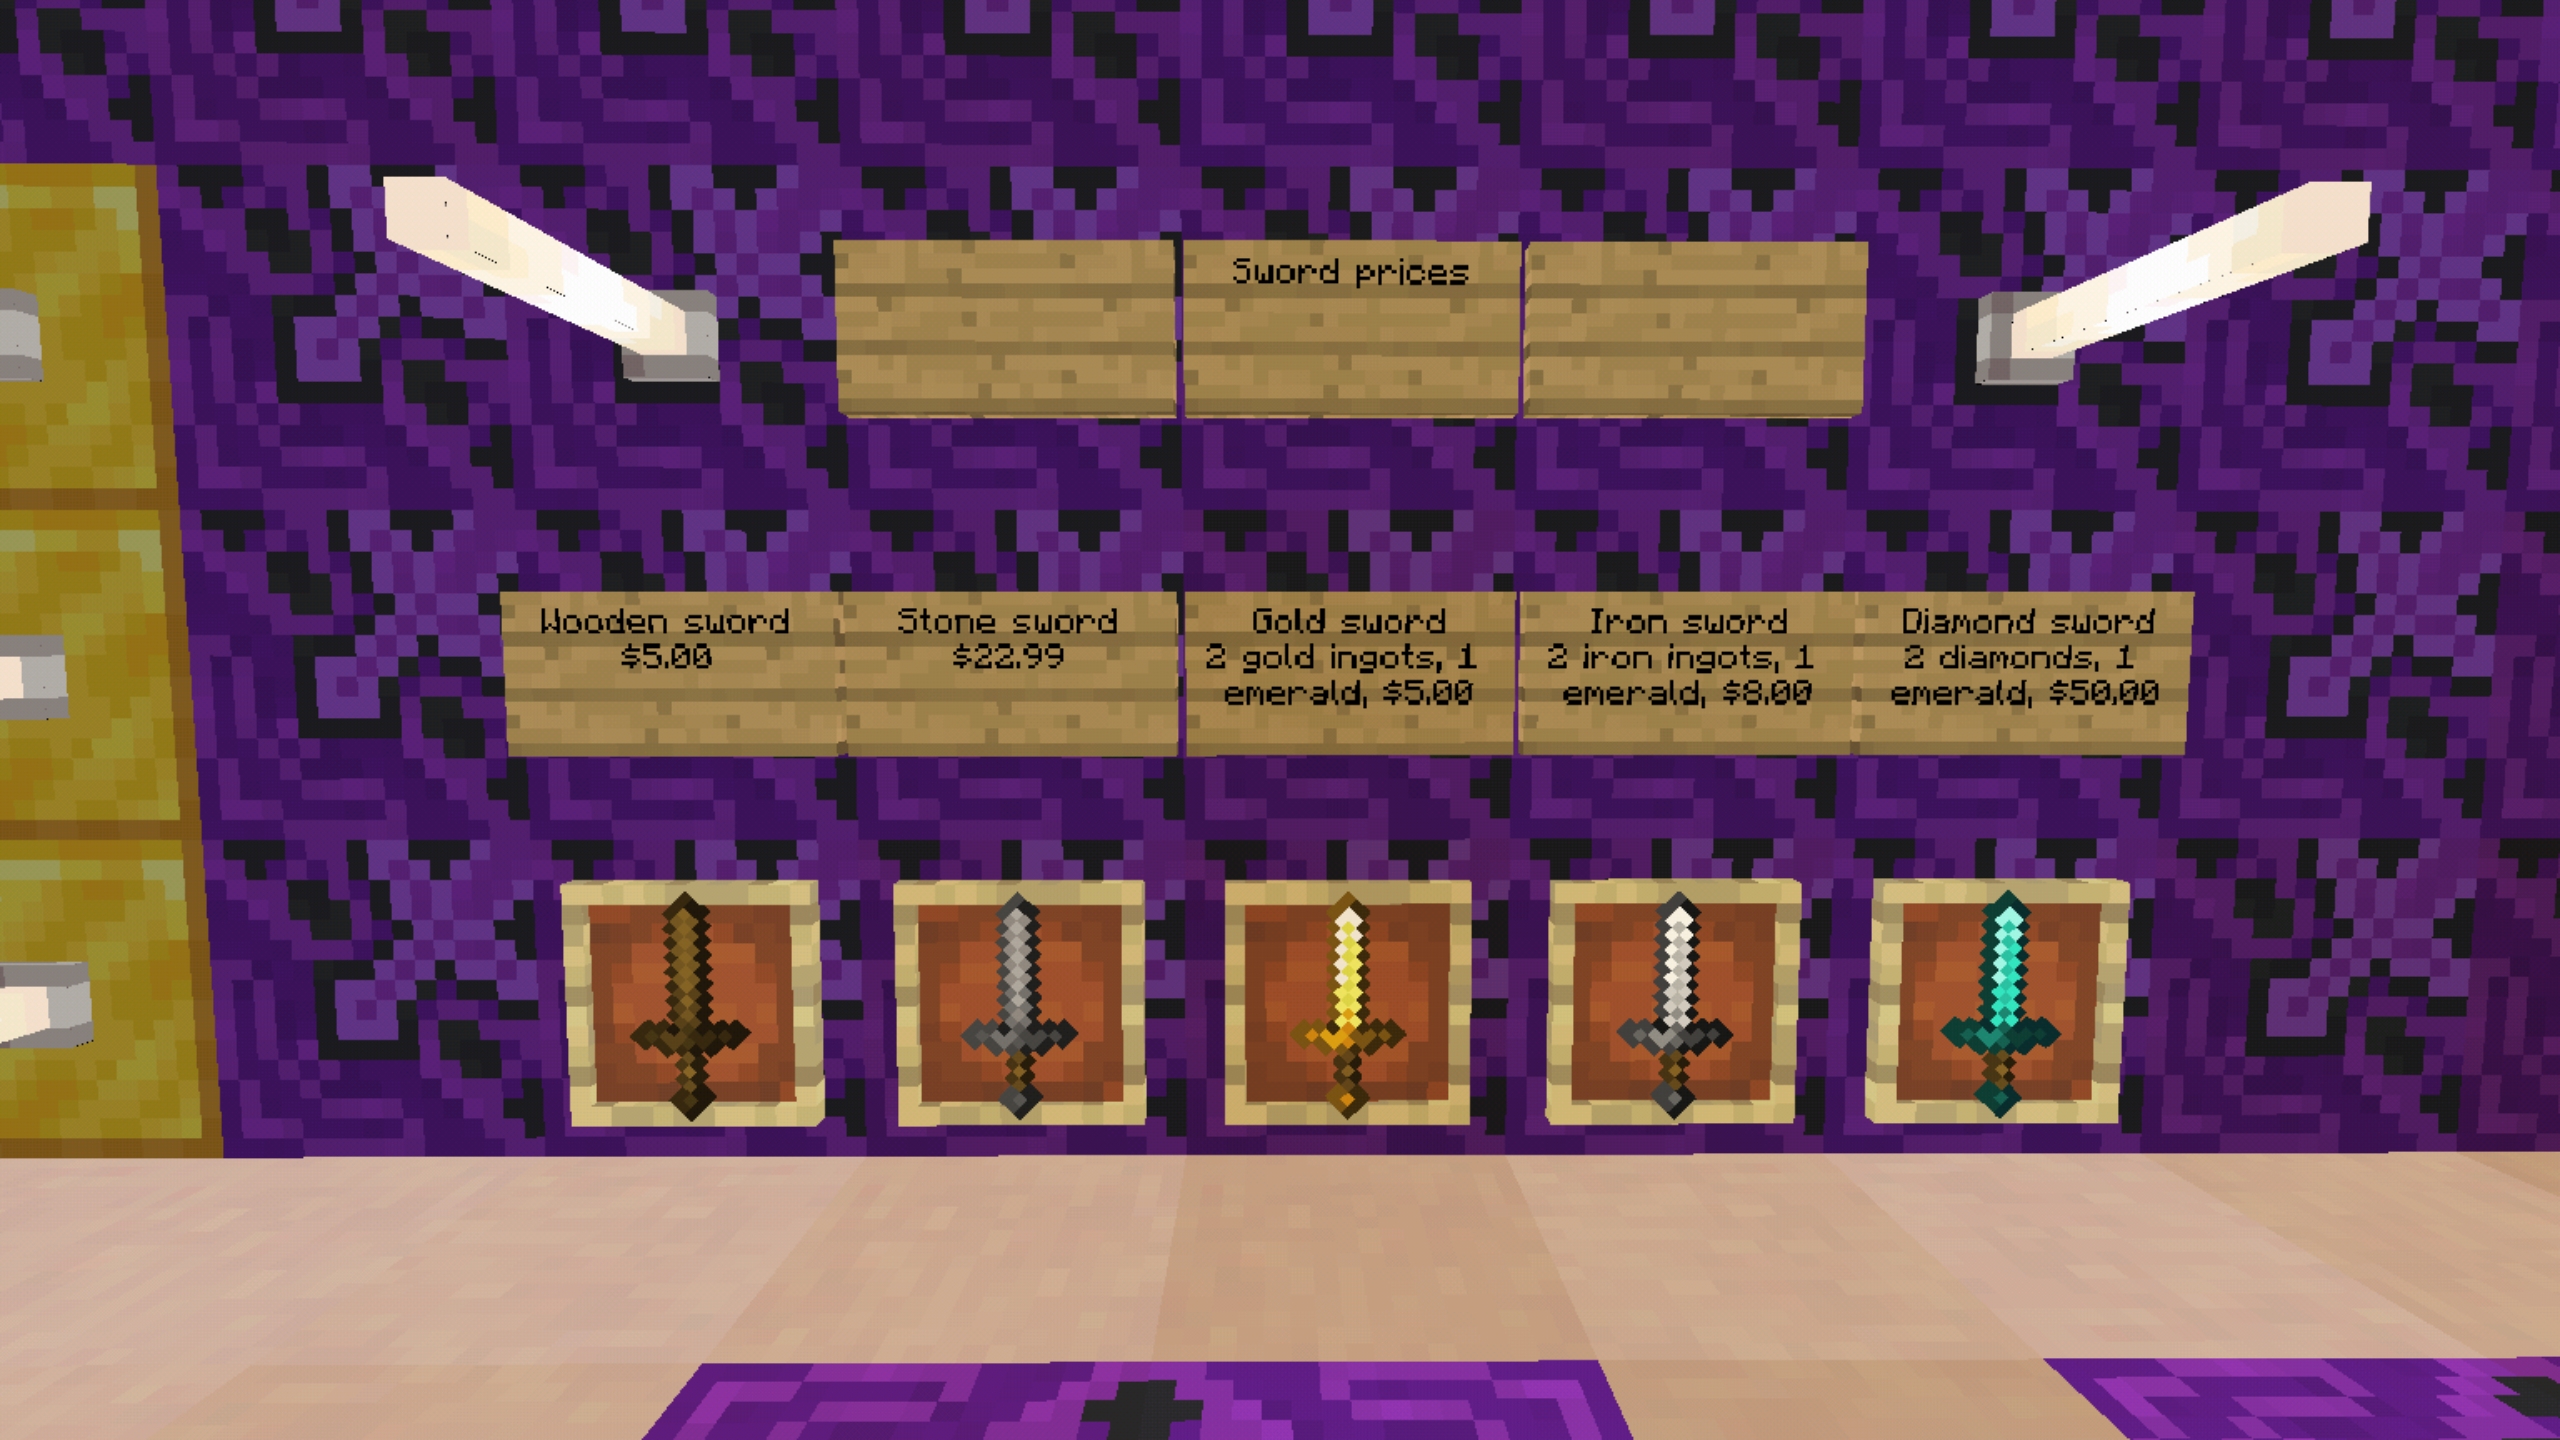 Sword prices
Wooden sword
$5.00
Stone sword
$22.99
Gold sword
2 gold ingots, 1
emerald, $5.00
Iron sword
2 iron ingots, 1
emerald, $8.00
Diamond sword
2 diamonds, 1
emerald, $50.00